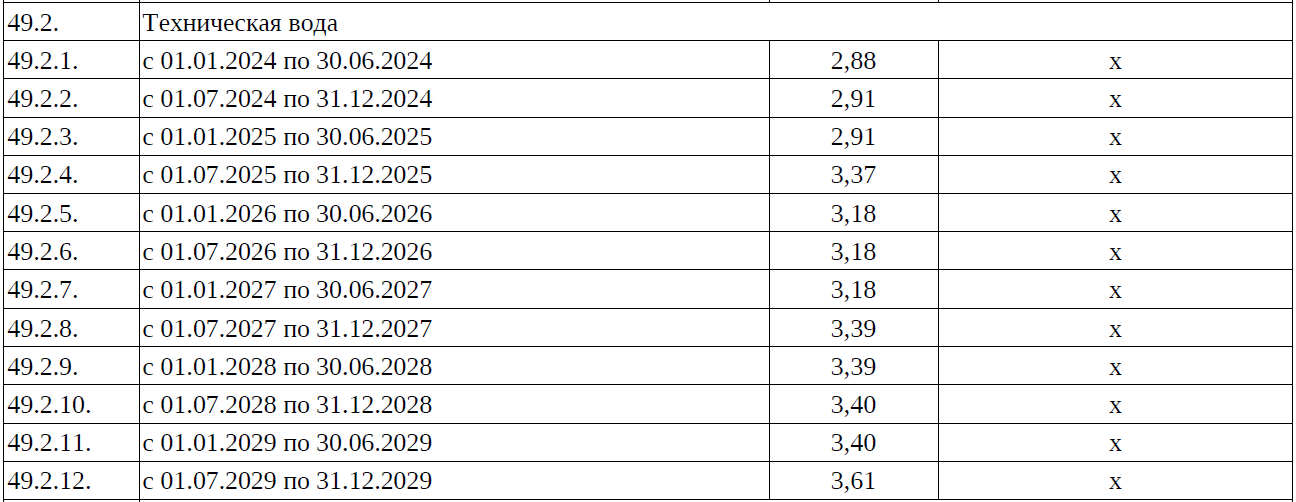 49.2. Техническая вода
49.2.1. с 01.01.2024 по 30.06.2024 2,88 х
49.2.2. с 01.07.2024 по 31.12.2024 2,91 х
49.2.3. с 01.01.2025 по 30.06.2025 2,91 х
49.2.4. с 01.07.2025 по 31.12.2025 3,37 х
49.2.5. с 01.01.2026 по 30.06.2026 3,18 х
49.2.6. с 01.07.2026 по 31.12.2026 3,18 х
49.2.7. с 01.01.2027 по 30.06.2027 3,18 х
49.2.8. с 01.07.2027 по 31.12.2027 3,39 х
49.2.9. с 01.01.2028 по 30.06.2028 3,39 х
49.2.10. с 01.07.2028 по 31.12.2028 3,40 х
49.2.11. с 01.01.2029 по 30.06.2029 3,40 х
49.2.12. с 01.07.2029 по 31.12.2029 3,61 х